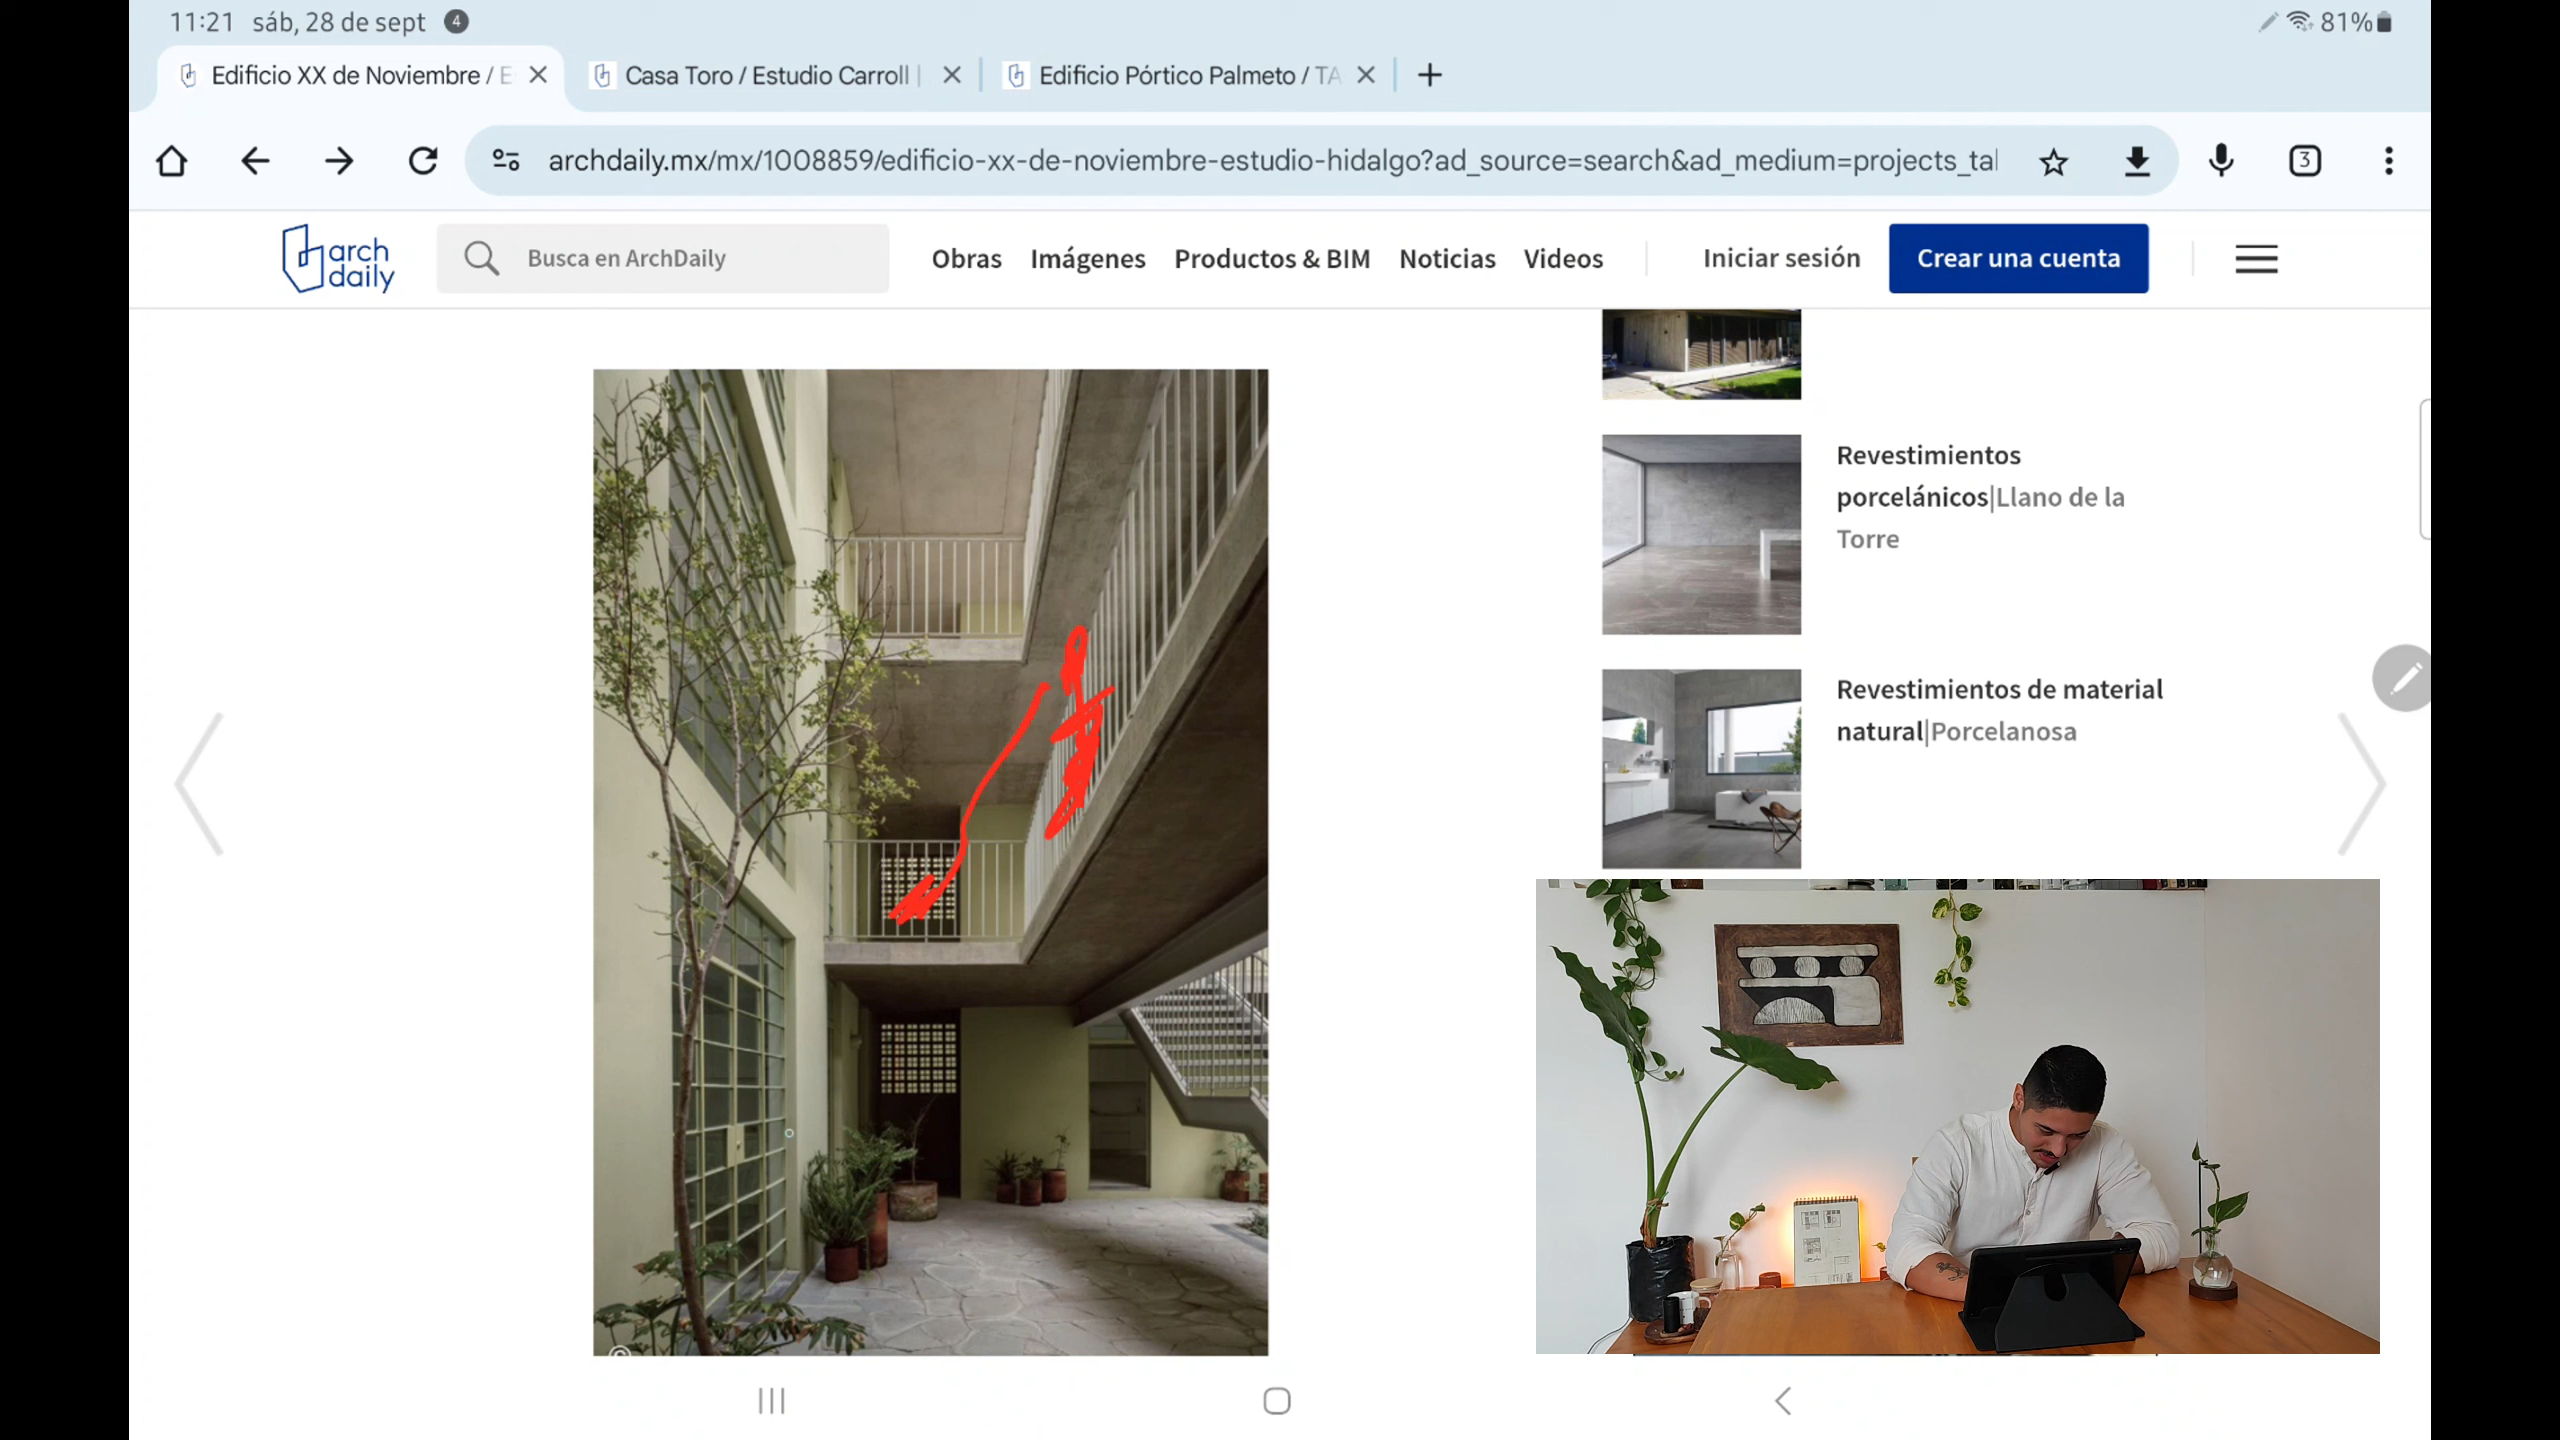 11:21 sáb, 28 de sept 4
81%
Edificio XX de Noviembre / E
Casa Toro / Estudio Carroll |
Edificio Pórtico Palmeto / TA
archdaily.mx/mx/1008859/edificio-xx-de-noviembre-estudio-hidalgo?ad_source=search&ad_medium=projects_tal
3
arch
daily
Busca en ArchDaily
Obras
Imágenes
Productos & BIM
Noticias
Videos
Iniciar sesión
Crear una cuenta
Revestimientos
porcelánicos|Llano de la
Torre
Revestimientos de material
natural|Porcelanosa
©